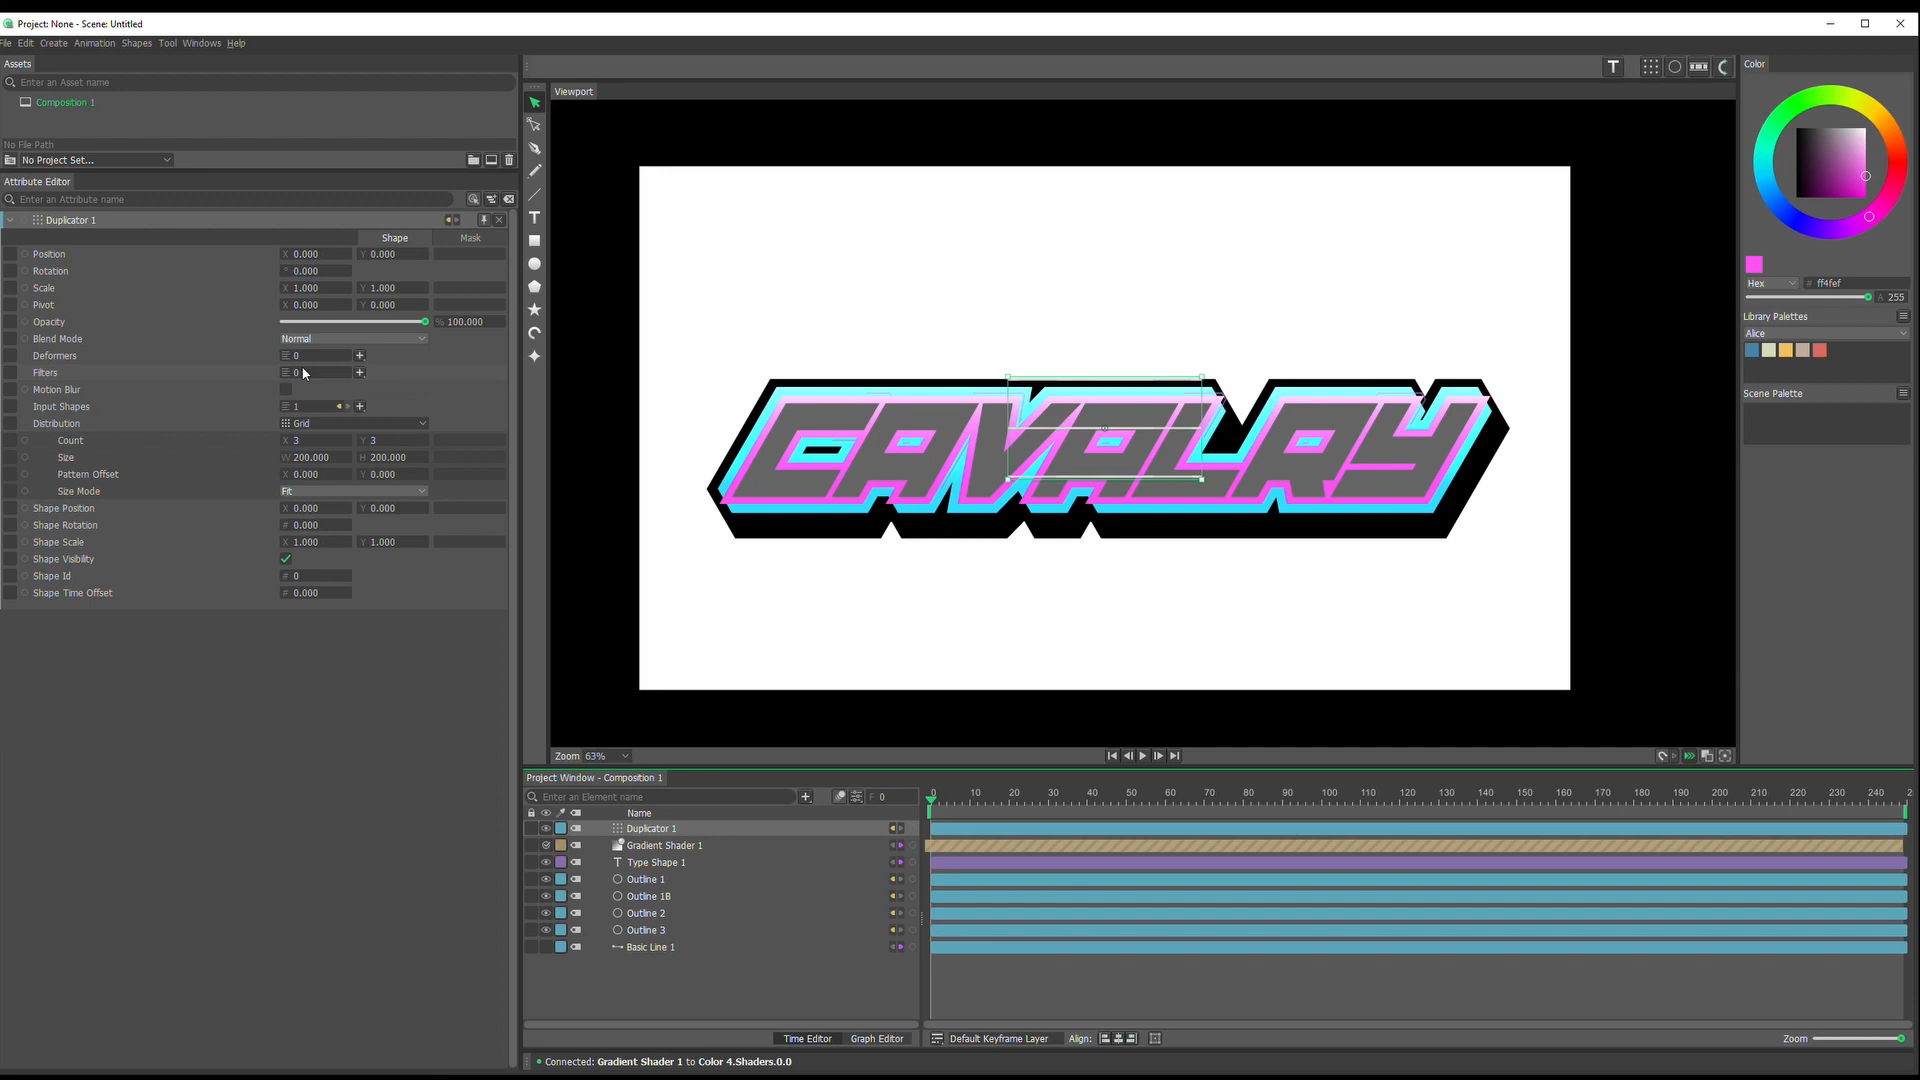 Project: None - Scene: Untitled
File Edit Create Animation Shapes Tool Windows Help
Assets
Enter an Asset name
Composition 1
No File Path
No Project Set...
Attribute Editor
Enter an Attribute name
Duplicator 1
Shape Mask
Position X 0.000 Y 0.000
Rotation ° 0.000
Scale X 1.000 Y 1.000
Pivot X 0.000 Y 0.000
Opacity % 100.000
Blend Mode Normal
Deformers 0
Filters 0
Motion Blur
Input Shapes 1
Distribution Grid
Count X 3 Y 3
Size W 200.000 H 200.000
Pattern Offset X 0.000 Y 0.000
Size Mode Fit
Shape Position X 0.000 Y 0.000
Shape Rotation # 0.000
Shape Scale X 1.000 Y 1.000
Shape Visibility
Shape Id # 0
Shape Time Offset # 0.000
Viewport
CAVALRY
Zoom 63%
Color
Hex # ff4fef
A 255
Library Palettes
Alice
Scene Palette
Project Window - Composition 1
Enter an Element name F 0
0 10 20 30 40 50 60 70 80 90 100 110 120 130 140 150 160 170 180 190 200 210 220 230 240 2
Name
Duplicator 1
Gradient Shader 1
Type Shape 1
Outline 1
Outline 1B
Outline 2
Outline 3
Basic Line 1
Time Editor Graph Editor Default Keyframe Layer Align: Zoom
Connected: Gradient Shader 1 to Color 4.Shaders.0.0